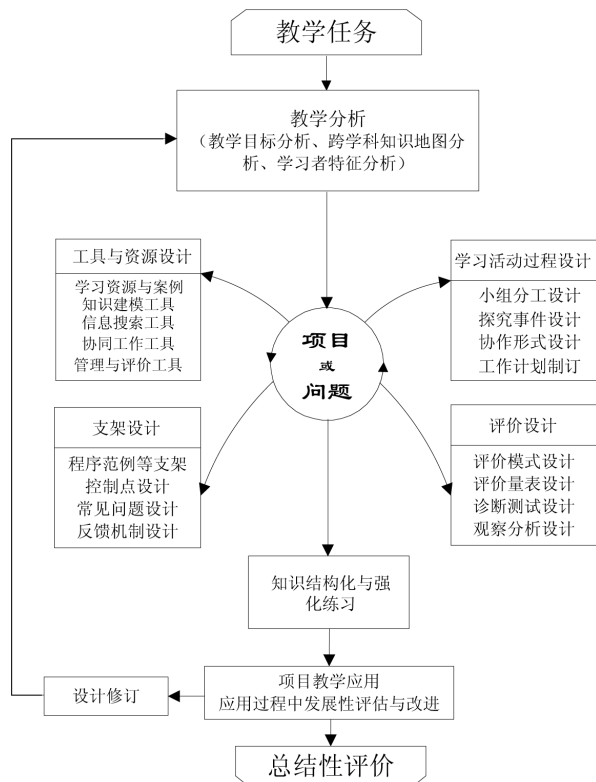 教学任务
教学分析
（教学目标分析、跨学科知识地图分
析、学习者特征分析）
工具与资源设计
学习资源与案例
知识建模工具
信息搜索工具
协同工作工具
管理与评价工具
学习活动过程设计
小组分工设计
探究事件设计
协作形式设计
工作计划制订
项目
或
问题
支架设计
程序范例等支架
控制点设计
常见问题设计
反馈机制设计
评价设计
评价模式设计
评价量表设计
诊断测试设计
观察分析设计
知识结构化与强
化练习
设计修订
项目教学应用
应用过程中发展性评估与改进
总结性评价